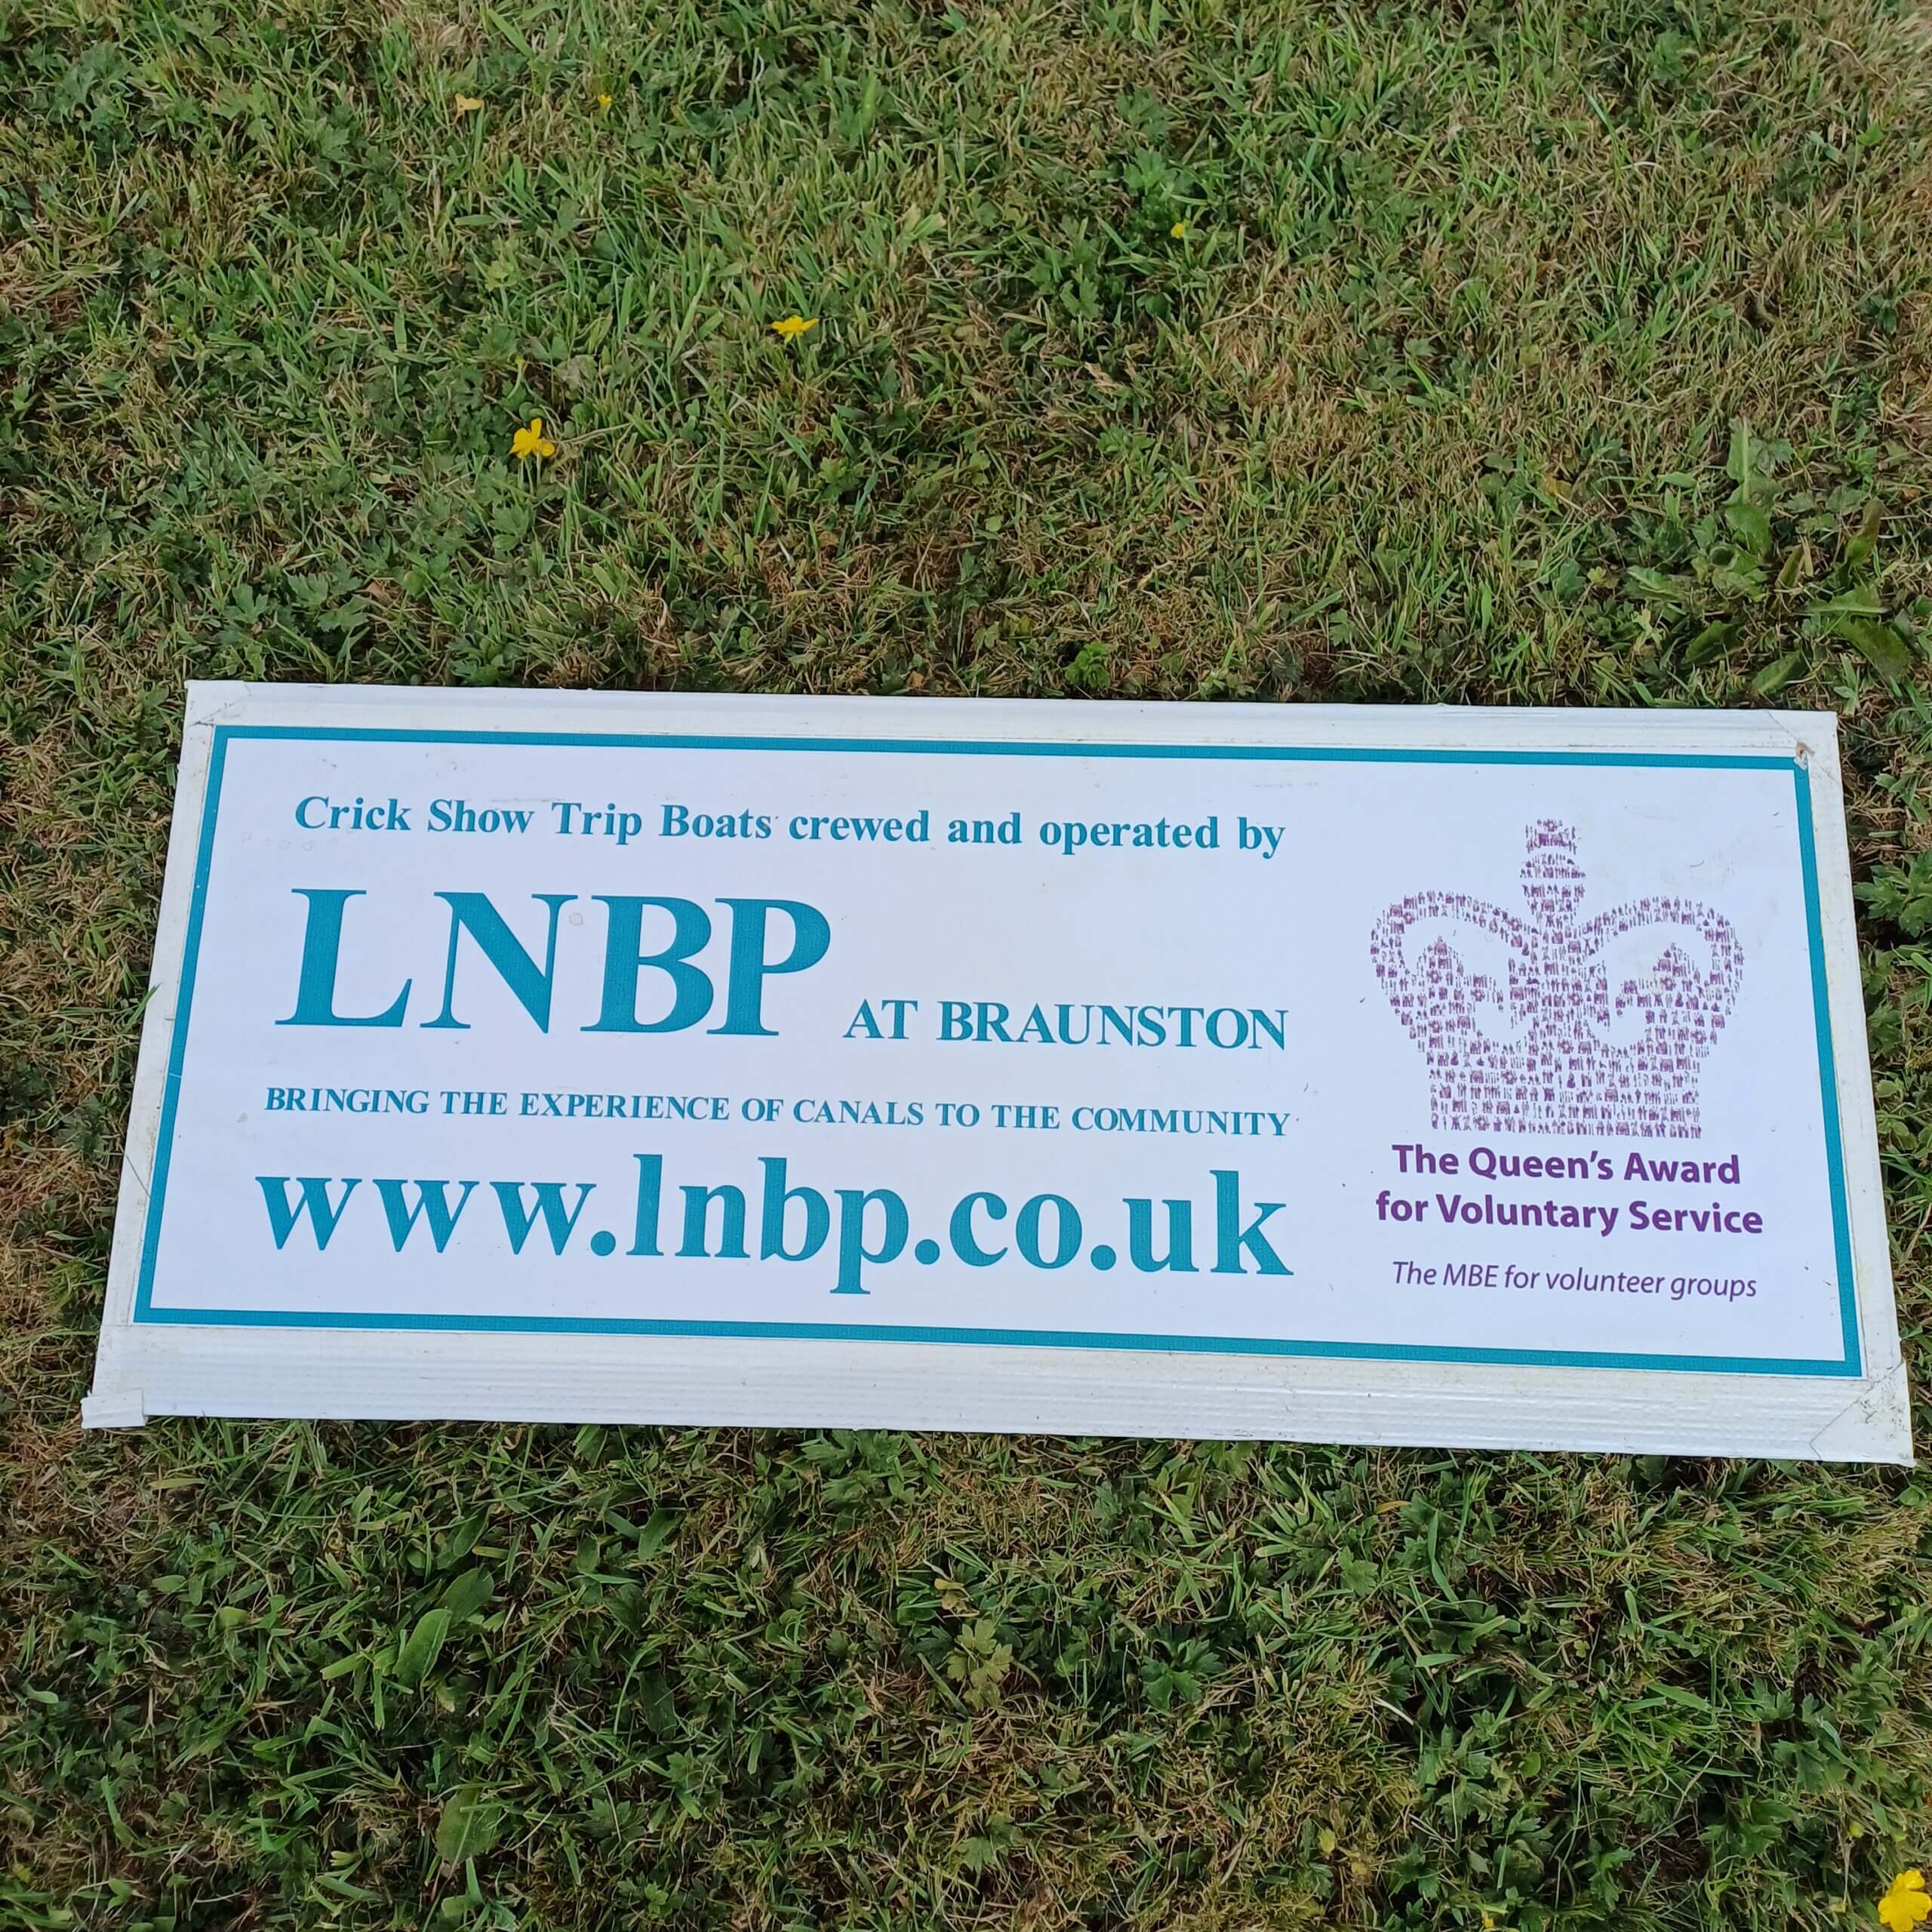 Crick Show Trip Boats crewed and operated by
LNBP AT BRAUNSTON
BRINGING THE EXPERIENCE OF CANALS TO THE COMMUNITY
www.lnbp.co.uk
The Queen's Award
for Voluntary Service
The MBE for volunteer groups